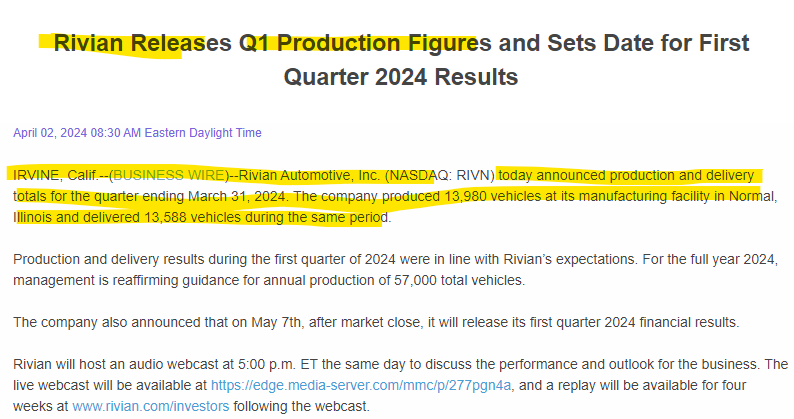 Rivian Releases Q1 Production Figures and Sets Date for First
Quarter 2024 Results
April 02, 2024 08:30 AM Eastern Daylight Time
IRVINE, Calif.--(BUSINESS WIRE)--Rivian Automotive, Inc. (NASDAQ: RIVN) today announced production and delivery
totals for the quarter ending March 31, 2024. The company produced 13,980 vehicles at its manufacturing facility in Normal,
Illinois and delivered 13,588 vehicles during the same period.
Production and delivery results during the first quarter of 2024 were in line with Rivian’s expectations. For the full year 2024,
management is reaffirming guidance for annual production of 57,000 total vehicles.
The company also announced that on May 7th, after market close, it will release its first quarter 2024 financial results.
Rivian will host an audio webcast at 5:00 p.m. ET the same day to discuss the performance and outlook for the business. The
live webcast will be available at https://edge.media-server.com/mmc/p/277pgn4a, and a replay will be available for four
weeks at www.rivian.com/investors following the webcast.